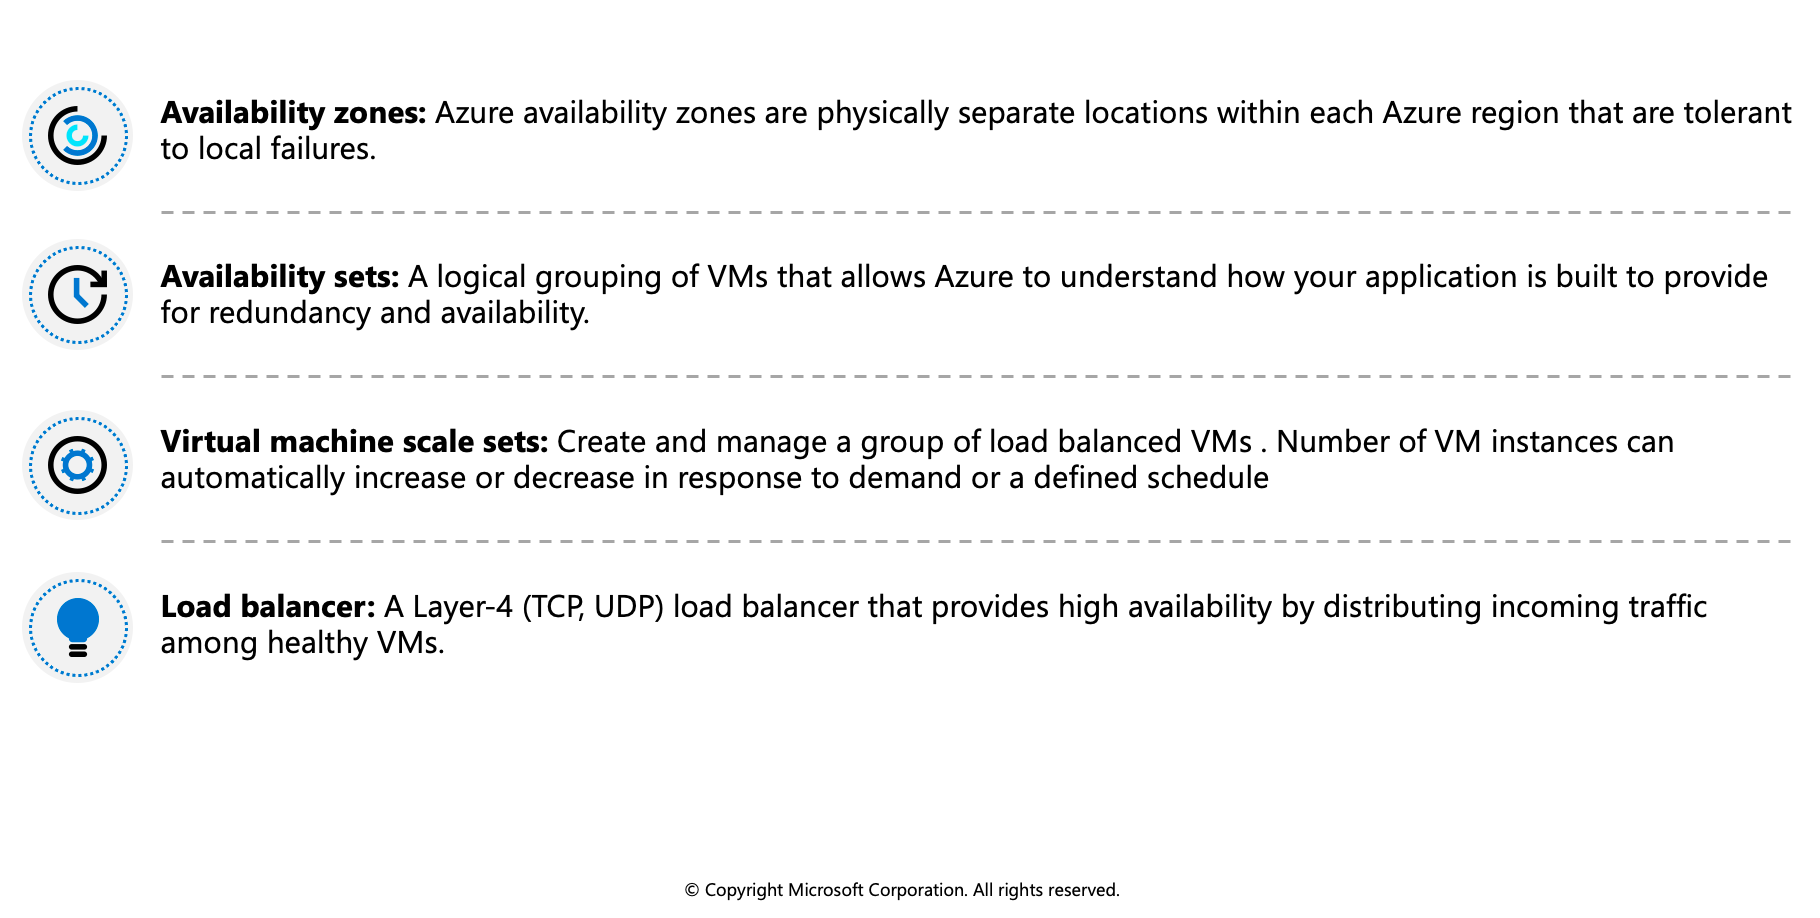 Availability zones: Azure availability zones are physically separate locations within each Azure region that are tolerant
to local failures.
Availability sets: A logical grouping of VMs that allows Azure to understand how your application is built to provide
for redundancy and availability.
Virtual machine scale sets: Create and manage a group of load balanced VMs . Number of VM instances can
automatically increase or decrease in response to demand or a defined schedule
Load balancer: A Layer-4 (TCP, UDP) load balancer that provides high availability by distributing incoming traffic
among healthy VMs.
© Copyright Microsoft Corporation. All rights reserved.